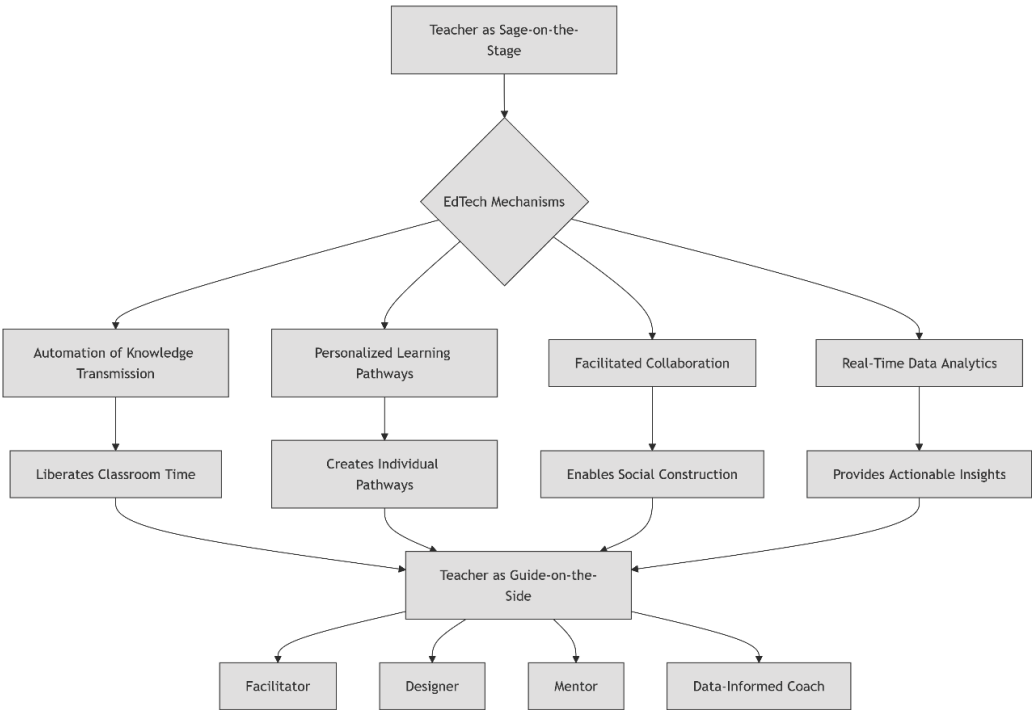 Teacher as Sage-on-the-
Stage
EdTech Mechanisms
Automation of Knowledge
Transmission
Personalized Learning
Pathways
Facilitated Collaboration
Real-Time Data Analytics
Liberates Classroom Time
Creates Individual
Pathways
Enables Social Construction
Provides Actionable Insights
Teacher as Guide-on-the-
Side
Facilitator
Designer
Mentor
Data-Informed Coach